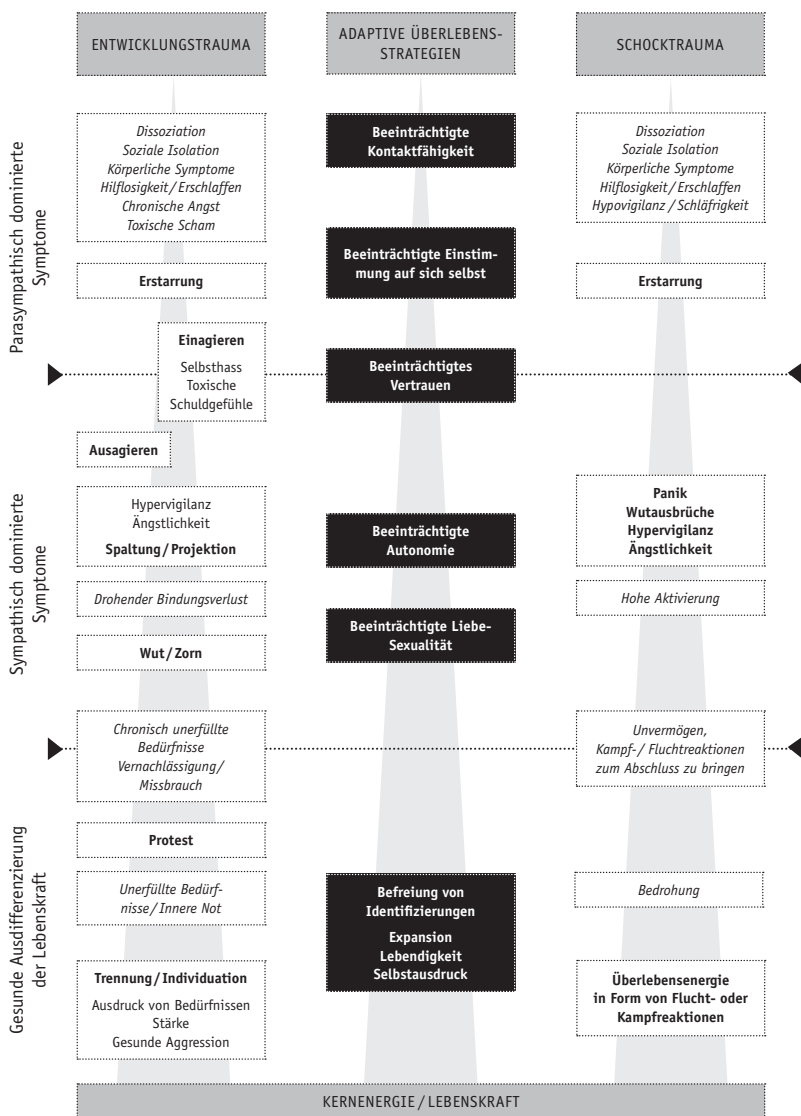 ENTWICKLUNGSTRAUMA
ADAPTIVE ÜBERLEBENS-
STRATEGIEN
SCHOCKTRAUMA
Parasympathisch dominierte
Symptome
Dissoziation
Soziale Isolation
Körperliche Symptome
Hilflosigkeit / Erschlaffen
Chronische Angst
Toxische Scham
Beeinträchtigte
Kontaktfähigkeit
Dissoziation
Soziale Isolation
Körperliche Symptome
Hilflosigkeit / Erschlaffen
Hypovigilanz / Schläfrigkeit
Erstarrung
Beeinträchtigte Einstim-
mung auf sich selbst
Erstarrung
Einagieren
Selbsthass
Toxische
Schuldgefühle
Beeinträchtigtes
Vertrauen
Ausagieren
Sympathisch dominierte
Symptome
Hypervigilanz
Ängstlichkeit
Spaltung / Projektion
Beeinträchtigte
Autonomie
Panik
Wutausbrüche
Hypervigilanz
Ängstlichkeit
Drohender Bindungsverlust
Beeinträchtigte Liebe-
Sexualität
Hohe Aktivierung
Wut / Zorn
Chronisch unerfüllte
Bedürfnisse
Vernachlässigung /
Missbrauch
Unvermögen,
Kampf- / Fluchtreaktionen
zum Abschluss zu bringen
Gesunde Ausdifferenzierung
der Lebenskraft
Protest
Unerfüllte Bedürf-
nisse / Innere Not
Befreiung von
Identifizierungen
Expansion
Lebendigkeit
Selbstausdruck
Bedrohung
Trennung / Individuation
Ausdruck von Bedürfnissen
Stärke
Gesunde Aggression
Überlebensenergie
in Form von Flucht- oder
Kampfreaktionen
KERNENERGIE / LEBENSKRAFT